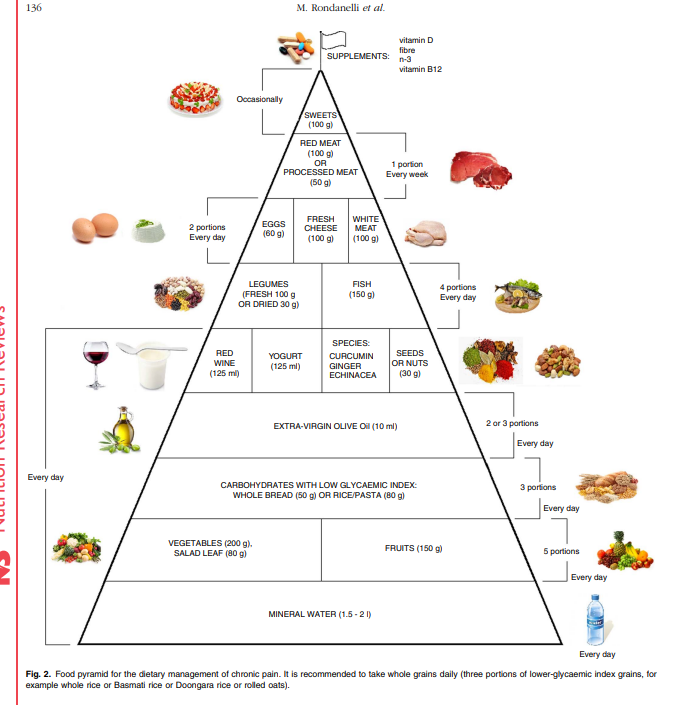 136
M. Rondanelli et al.
SUPPLEMENTS:
vitamin D
fibre
n-3
vitamin B12
Occasionally
SWEETS
(100 g)
RED MEAT
(100 g)
OR
PROCESSED MEAT
(50 g)
1 portion
Every week
2 portions
Every day
EGGS
(60 g)
FRESH
CHEESE
(100 g)
WHITE
MEAT
(100 g)
LEGUMES
(FRESH 100 g
OR DRIED 30 g)
FISH
(150 g)
4 portions
Every day
RED
WINE
(125 ml)
YOGURT
(125 ml)
SPECIES:
CURCUMIN
GINGER
ECHINACEA
SEEDS
OR NUTS
(30 g)
EXTRA-VIRGIN OLIVE Oil (10 ml)
2 or 3 portions
Every day
Every day
CARBOHYDRATES WITH LOW GLYCAEMIC INDEX:
WHOLE BREAD (50 g) OR RICE/PASTA (80 g)
3 portions
Every day
VEGETABLES (200 g),
SALAD LEAF (80 g)
FRUITS (150 g)
5 portions
Every day
MINERAL WATER (1.5 - 2 l)
Every day
Nutrition Research Reviews
Fig. 2. Food pyramid for the dietary management of chronic pain. It is recommended to take whole grains daily (three portions of lower-glycaemic index grains, for
example whole rice or Basmati rice or Doongara rice or rolled oats).